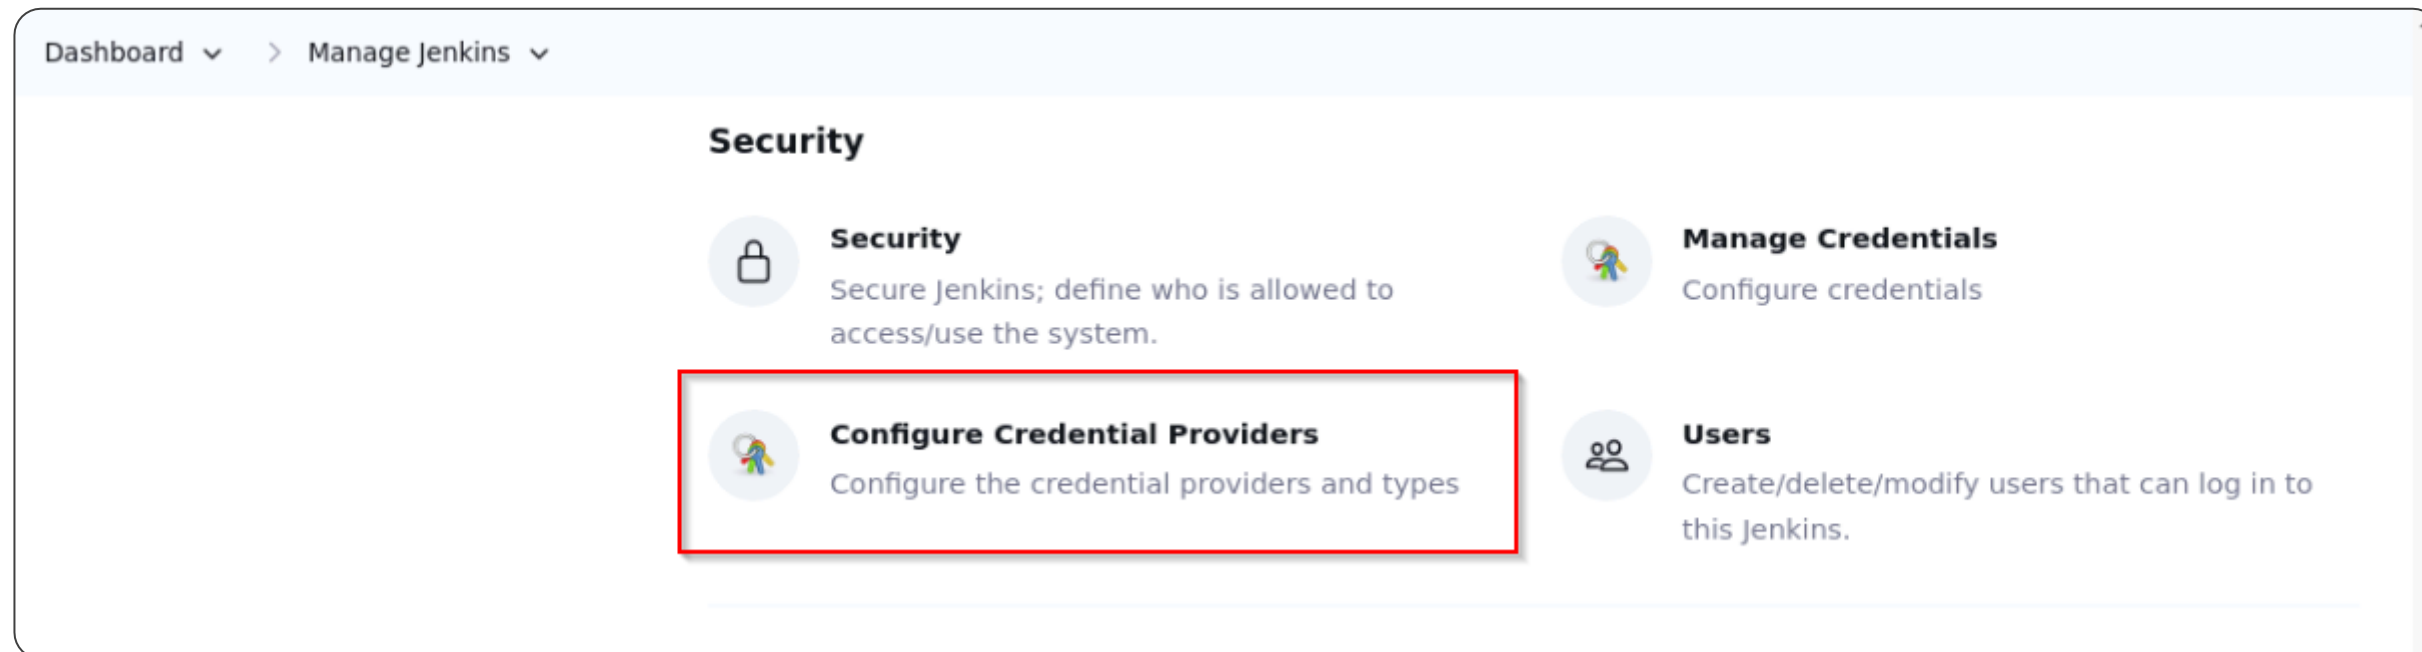 Dashboard
Manage Jenkins
Security
Security
Secure Jenkins; define who is allowed to
access/use the system.
Manage Credentials
Configure credentials
Configure Credential Providers
Configure the credential providers and types
Users
Create/delete/modify users that can log in to
this Jenkins.